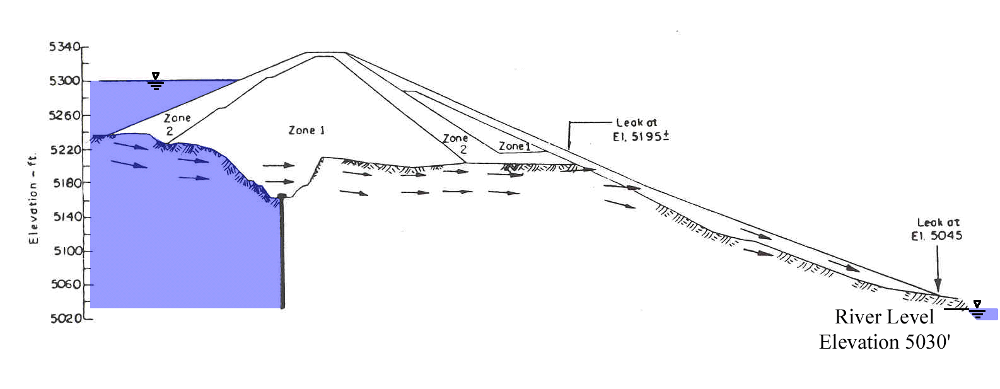 5340
5300
5260
5220
5180
5140
5100
5060
5020
Elevation - ft.
Zone
2
Zone 1
Zone
2
Zone 1
Leak at
El. 5195±
Leak at
El. 5045
River Level
Elevation 5030'